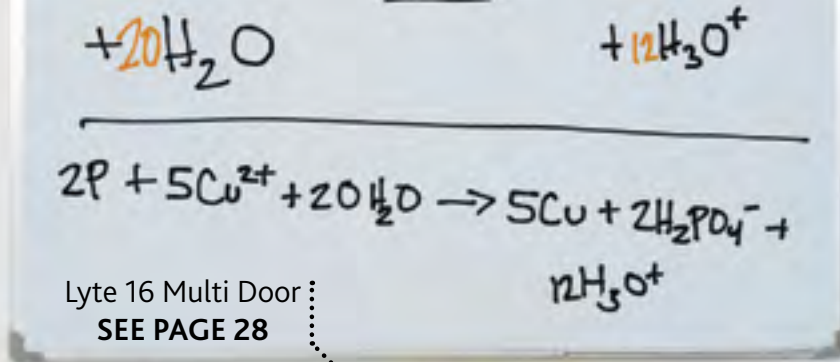 +20H₂O +12H₃O⁺
2P + 5Cu²⁺ + 20H₂O → 5Cu + 2H₂PO₄⁻ +
12H₃O⁺
Lyte 16 Multi Door
SEE PAGE 28